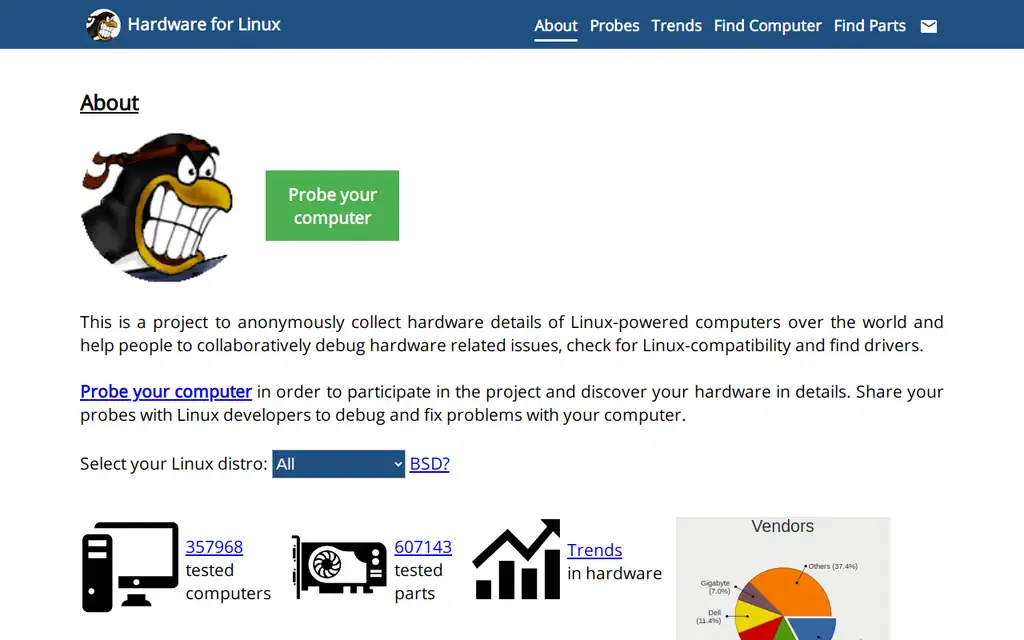 Hardware for Linux
About Probes Trends Find Computer Find Parts
About
Probe your
computer
This is a project to anonymously collect hardware details of Linux-powered computers over the world and
help people to collaboratively debug hardware related issues, check for Linux-compatibility and find drivers.
Probe your computer in order to participate in the project and discover your hardware in details. Share your
probes with Linux developers to debug and fix problems with your computer.
Select your Linux distro: All BSD?
357968
tested
computers
607143
tested
parts
Trends
in hardware
Vendors
Others (37.4%)
Gigabyte
(7.0%)
Dell
(11.4%)